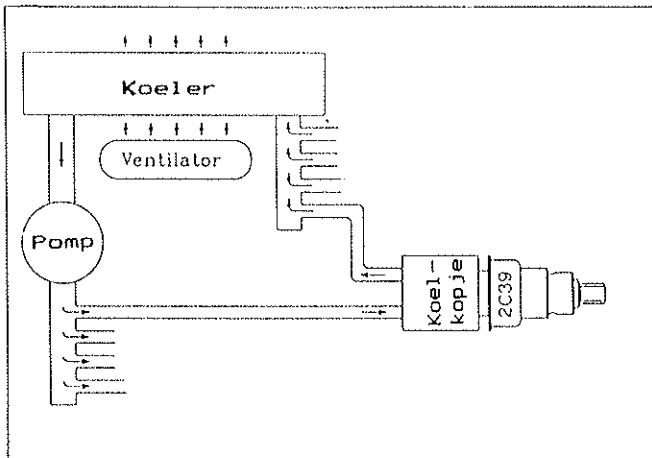 Koeler
Ventilator
Pomp
Koel-
kopje
2C39